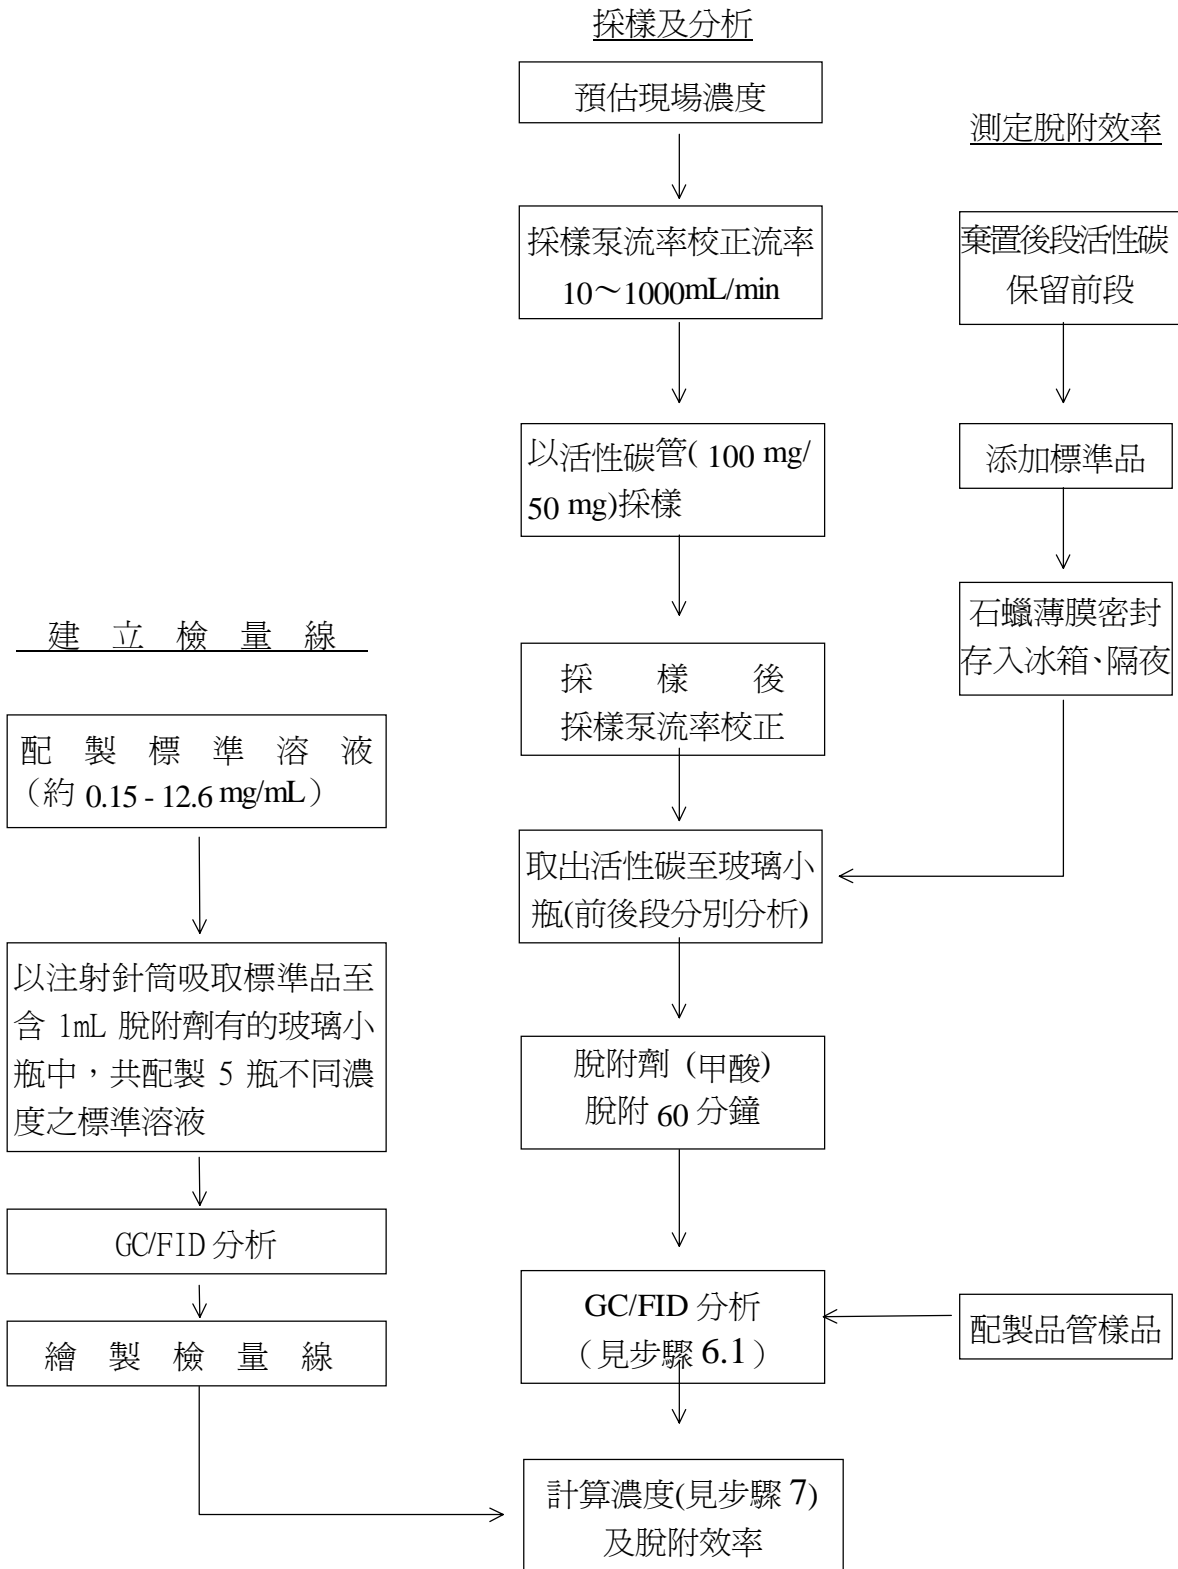 採樣及分析
預估現場濃度
採樣泵流率校正流率
10～1000mL/min
以活性碳管( 100 mg/
50 mg)採樣
採樣後
採樣泵流率校正
取出活性碳至玻璃小
瓶(前後段分別分析)
脫附劑 (甲酸)
脫附 60 分鐘
GC/FID 分析
（見步驟 6.1）
計算濃度(見步驟 7)
及脫附效率
測定脫附效率
棄置後段活性碳
保留前段
添加標準品
石蠟薄膜密封
存入冰箱、隔夜
配製品管樣品
建立檢量線
配製標準溶液
（約 0.15 - 12.6 mg/mL）
以注射針筒吸取標準品至
含 1mL 脫附劑有的玻璃小
瓶中，共配製 5 瓶不同濃
度之標準溶液
GC/FID 分析
繪製檢量線